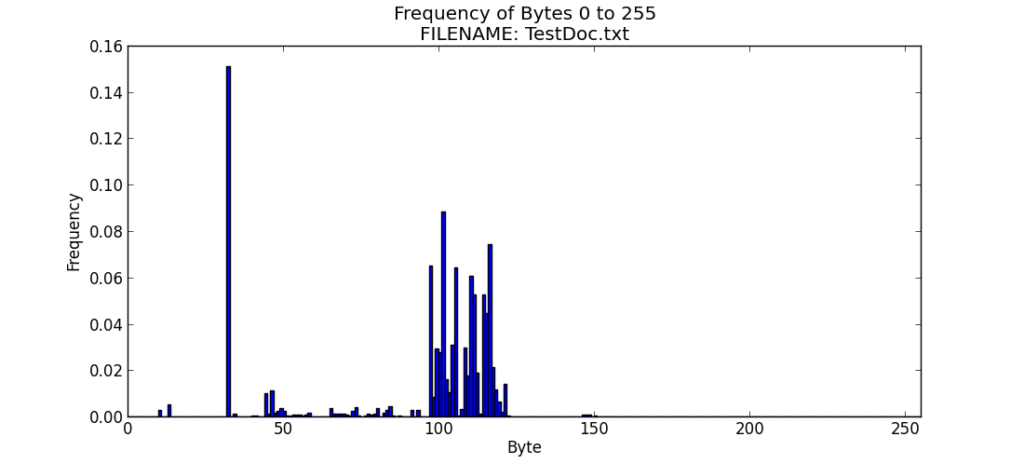 Frequency of Bytes 0 to 255
FILENAME: TestDoc.txt
0.16
0.14
0.12
0.10
0.08
0.06
0.04
0.02
0.00
Frequency
0 50 100 150 200 250
Byte